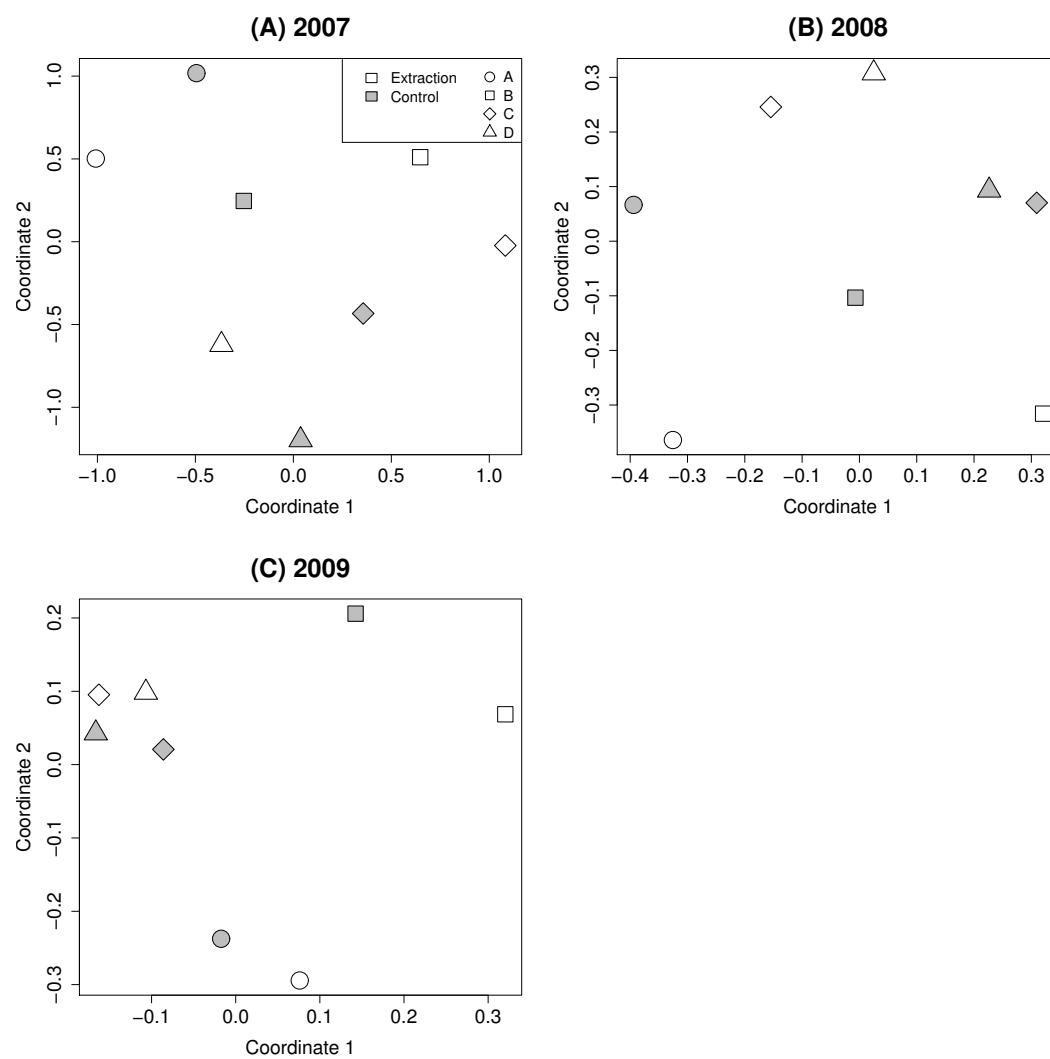 (A) 2007
Coordinate 2
1.0
0.5
0.0
−0.5
−1.0
Extraction
Control
A
B
C
D
−1.0 −0.5 0.0 0.5 1.0
Coordinate 1
(B) 2008
Coordinate 2
0.3
0.2
0.1
0.0
−0.1
−0.2
−0.3
−0.4 −0.3 −0.2 −0.1 0.0 0.1 0.2 0.3
Coordinate 1
(C) 2009
Coordinate 2
0.2
0.1
0.0
−0.1
−0.2
−0.3
−0.1 0.0 0.1 0.2 0.3
Coordinate 1